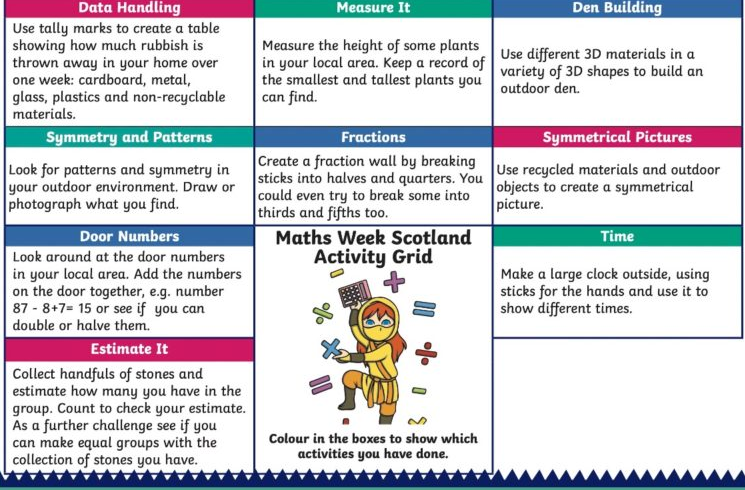 Data Handling
Use tally marks to create a table
showing how much rubbish is
thrown away in your home over
one week: cardboard, metal,
glass, plastics and non-recyclable
materials.
Measure It
Measure the height of some plants
in your local area. Keep a record of
the smallest and tallest plants you
can find.
Den Building
Use different 3D materials in a
variety of 3D shapes to build an
outdoor den.
Symmetry and Patterns
Look for patterns and symmetry in
your outdoor environment. Draw or
photograph what you find.
Fractions
Create a fraction wall by breaking
sticks into halves and quarters. You
could even try to break some into
thirds and fifths too.
Symmetrical Pictures
Use recycled materials and outdoor
objects to create a symmetrical
picture.
Door Numbers
Look around at the door numbers
in your local area. Add the numbers
on the door together, e.g. number
87 - 8+7= 15 or see if you can
double or halve them.
Maths Week Scotland
Activity Grid
Colour in the boxes to show which
activities you have done.
Time
Make a large clock outside, using
sticks for the hands and use it to
show different times.
Estimate It
Collect handfuls of stones and
estimate how many you have in the
group. Count to check your estimate.
As a further challenge see if you
can make equal groups with the
collection of stones you have.